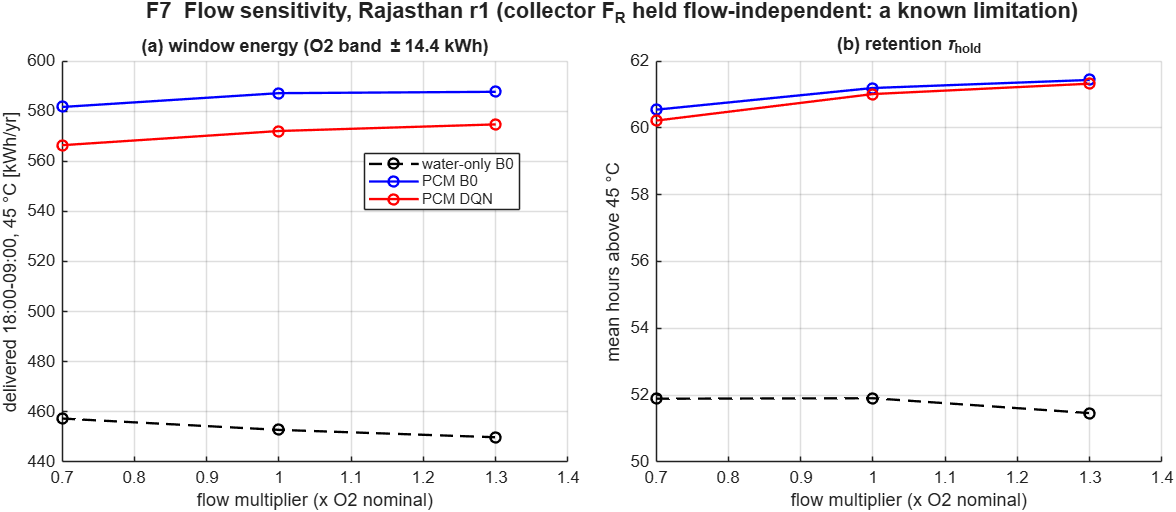 F7 Flow sensitivity, Rajasthan r1 (collector F_R held flow-independent: a known limitation)
(a) window energy (O2 band ± 14.4 kWh)
delivered 18:00-09:00, 45 °C [kWh/yr]
600
580
560
540
520
500
480
460
440
water-only B0
PCM B0
PCM DQN
0.7 0.8 0.9 1 1.1 1.2 1.3 1.4
flow multiplier (x O2 nominal)
(b) retention τ_hold
mean hours above 45 °C
62
60
58
56
54
52
50
0.7 0.8 0.9 1 1.1 1.2 1.3 1.4
flow multiplier (x O2 nominal)